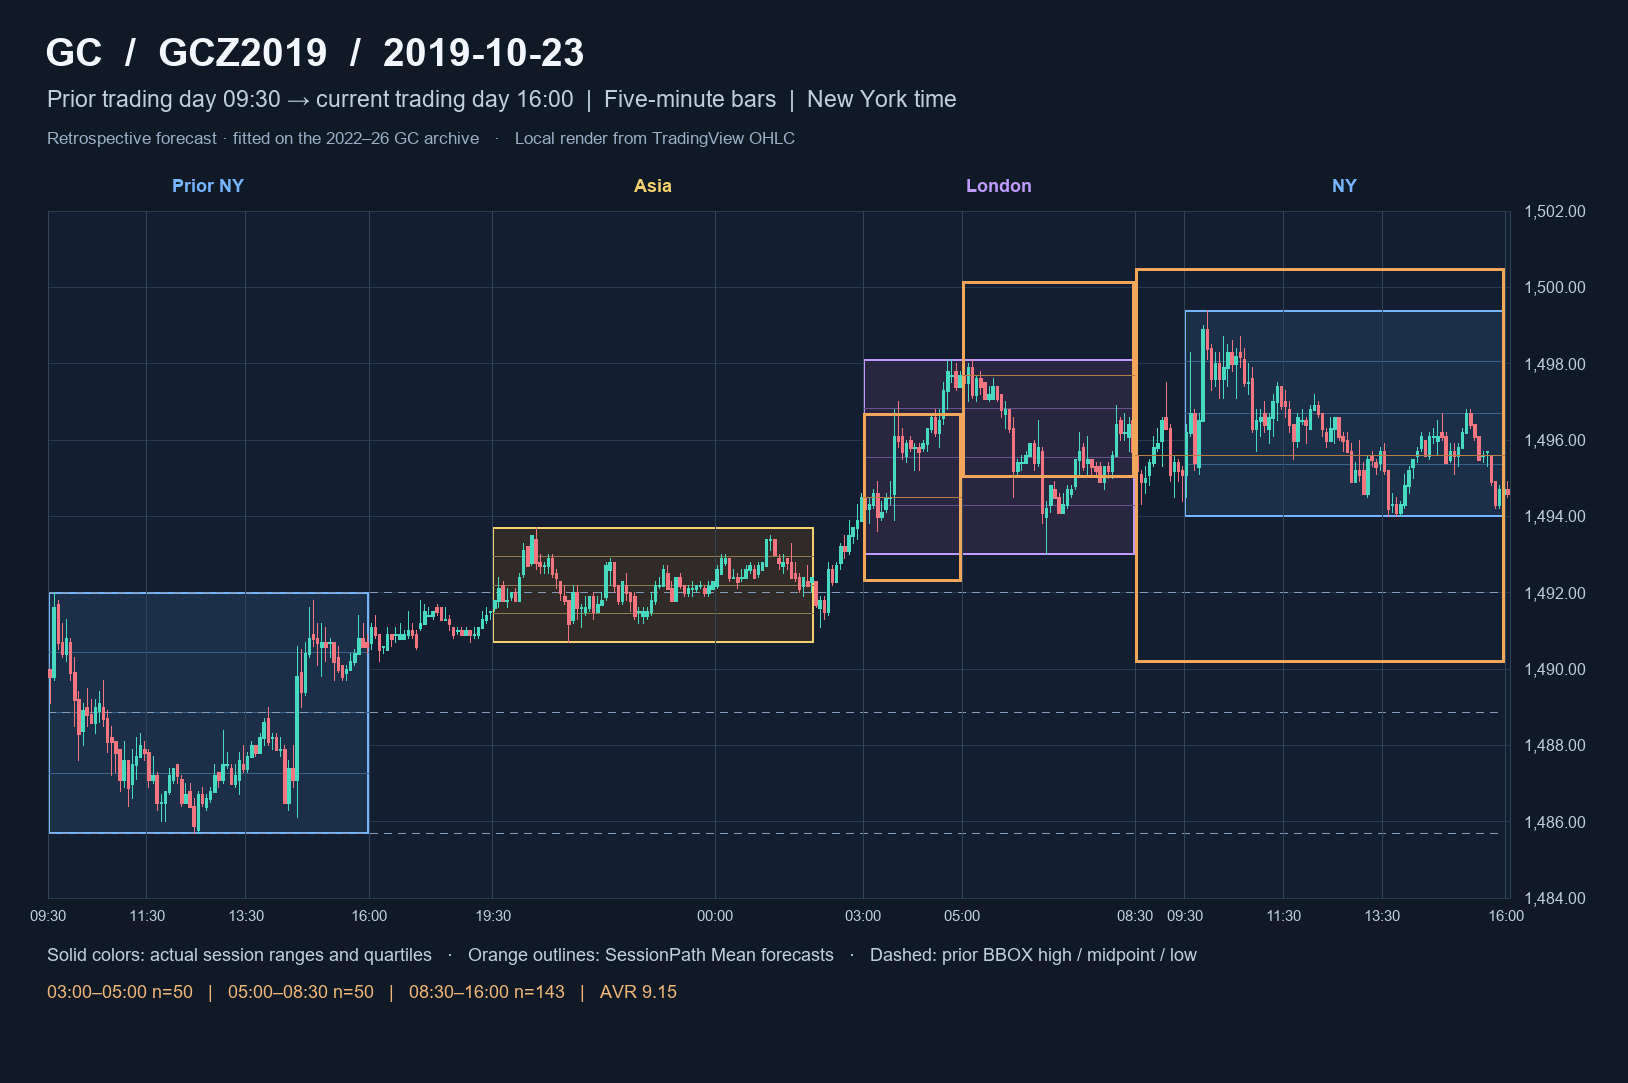 GC / GCZ2019 / 2019-10-23
Prior trading day 09:30 → current trading day 16:00 | Five-minute bars | New York time
Retrospective forecast · fitted on the 2022–26 GC archive · Local render from TradingView OHLC
Prior NY Asia London NY
1,502.00
1,500.00
1,498.00
1,496.00
1,494.00
1,492.00
1,490.00
1,488.00
1,486.00
1,484.00
09:30 11:30 13:30 16:00 19:30 00:00 03:00 05:00 08:30 09:30 11:30 13:30 16:00
Solid colors: actual session ranges and quartiles · Orange outlines: SessionPath Mean forecasts · Dashed: prior BBOX high / midpoint / low
03:00–05:00 n=50 | 05:00–08:30 n=50 | 08:30–16:00 n=143 | AVR 9.15